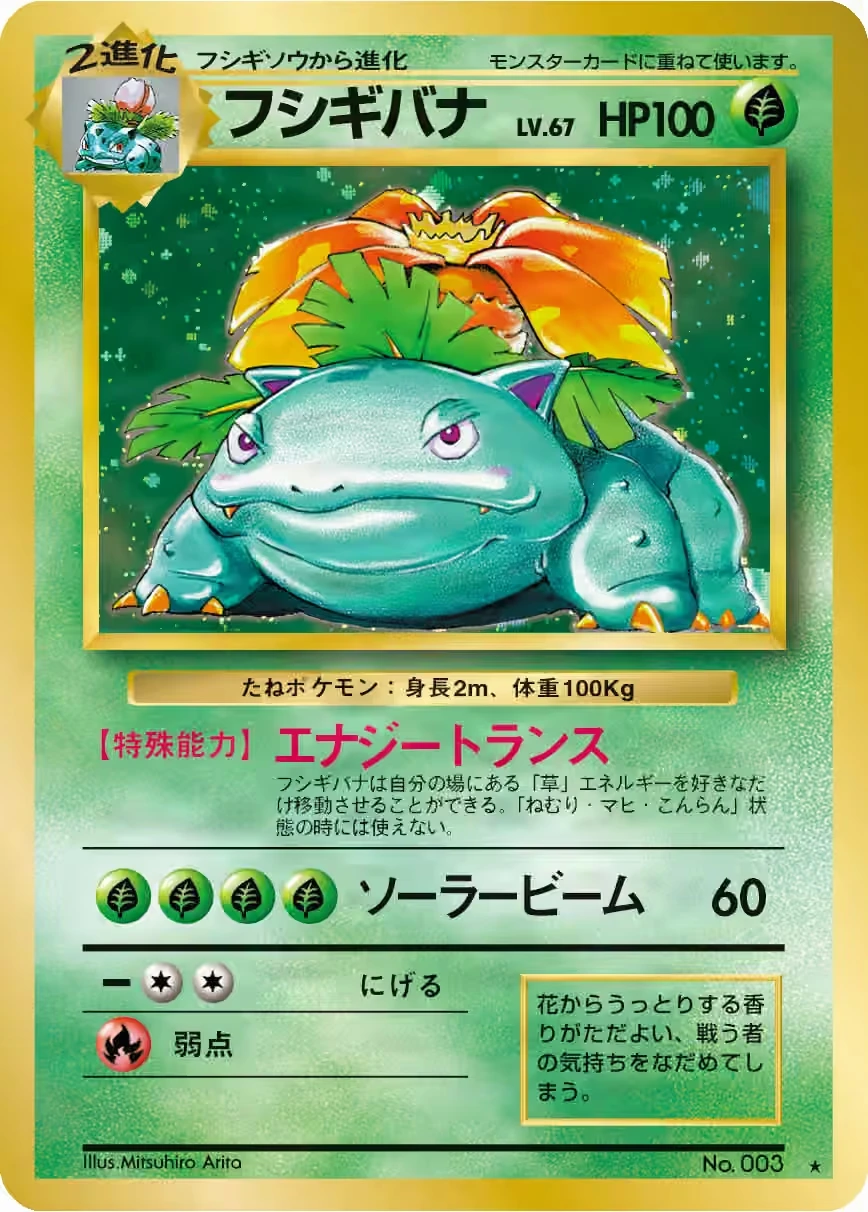 2進化
フシギソウから進化
モンスターカードに重ねて使います。
フシギバナ LV.67 HP100
たねポケモン：身長2m、体重100Kg
【特殊能力】 エナジートランス
フシギバナは自分の場にある「草」エネルギーを好きなだ
け移動させることができる。「ねむり・マヒ・こんらん」状
態の時には使えない。
ソーラービーム 60
ー にげる
弱点
花からうっとりする香
りがただよい、戦う者
の気持ちをなだめてし
まう。
Illus.Mitsuhiro Arita
No. 003 ★